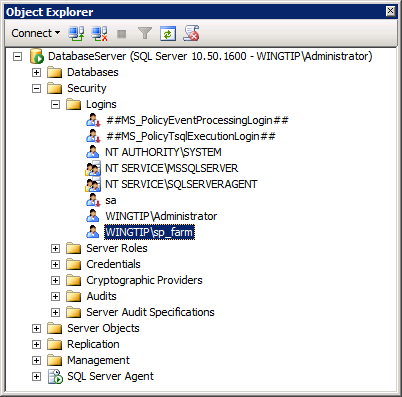 Object Explorer
Connect
DatabaseServer (SQL Server 10.50.1600 - WINGTIP\Administrator)
Databases
Security
Logins
##MS_PolicyEventProcessingLogin##
##MS_PolicyTsqlExecutionLogin##
NT AUTHORITY\SYSTEM
NT SERVICE\MSSQLSERVER
NT SERVICE\SQLSERVERAGENT
sa
WINGTIP\Administrator
WINGTIP\sp_farm
Server Roles
Credentials
Cryptographic Providers
Audits
Server Audit Specifications
Server Objects
Replication
Management
SQL Server Agent